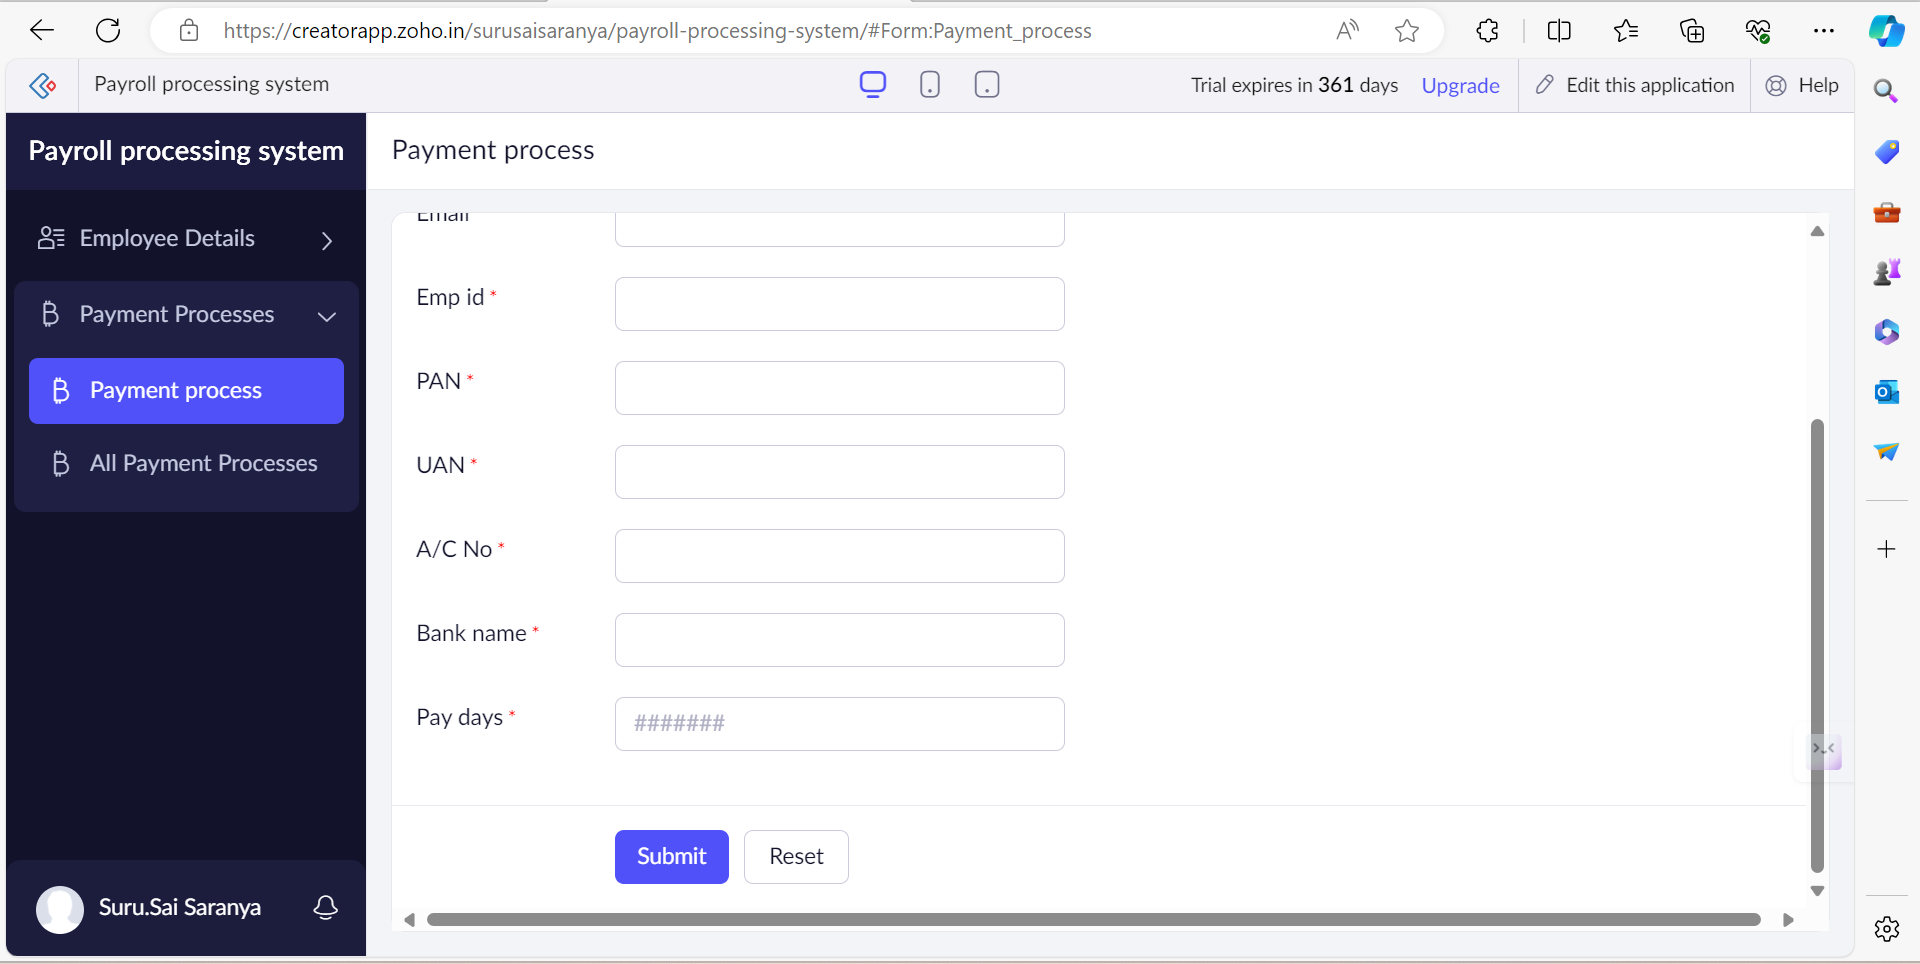 https://creatorapp.zoho.in/surusaisaranya/payroll-processing-system/#Form:Payment_process
Payroll processing system
Trial expires in 361 days
Upgrade
Edit this application
Help
Payroll processing system
Employee Details
Payment Processes
Payment process
All Payment Processes
Suru.Sai Saranya
Payment process
Email
Emp id *
PAN *
UAN *
A/C No *
Bank name *
Pay days *
#######
Submit
Reset